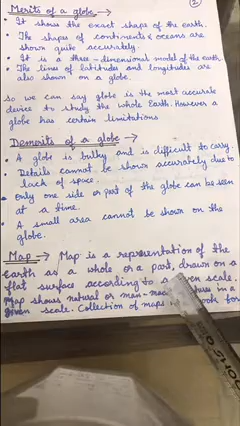 2
Merits of a globe →
• It shows the exact shape of the earth.
• The shapes of continents & oceans are
shown quite accurately.
• It is a three dimensional model of the earth.
• The lines of latitudes and longitudes are
also shown on a globe.
So we can say globe is the most accurate
device to study the whole Earth. However a
globe has certain limitations
Demerits of a globe →
• A globe is bulky and is difficult to carry.
• Details cannot be shown accurately due to
lack of space.
• Only one side or part of the globe can be seen
at a time.
• A small area cannot be shown on the
globe.
Map → Map is a representation of the
Earth as a whole or a part, drawn on a
flat surface according to a given scale.
Map shows natural or man-made in a
given scale. Collection of maps for